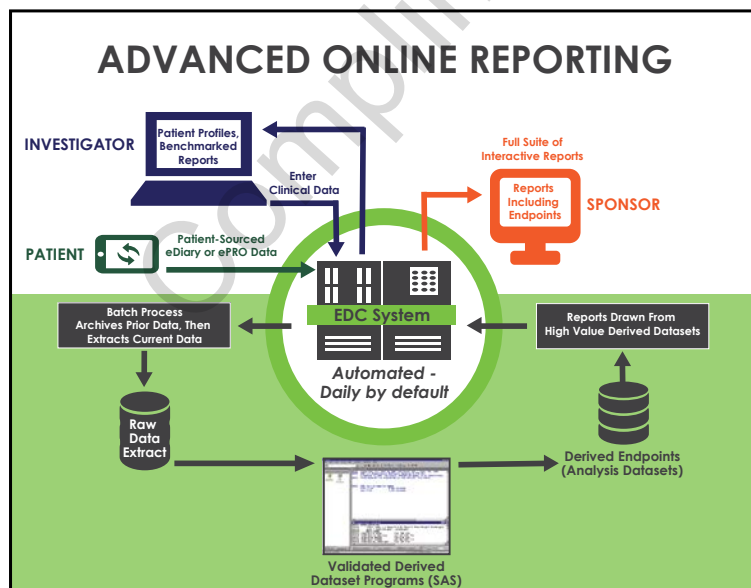 ADVANCED ONLINE REPORTING
INVESTIGATOR
Patient Profiles,
Benchmarked
Reports
Enter
Clinical Data
Full Suite of
Interactive Reports
Reports
Including
Endpoints
SPONSOR
PATIENT
Patient-Sourced
eDiary or ePRO Data
EDC System
Automated -
Daily by default
Batch Process
Archives Prior Data, Then
Extracts Current Data
Reports Drawn From
High Value Derived Datasets
Raw
Data
Extract
Derived Endpoints
(Analysis Datasets)
Validated Derived
Dataset Programs (SAS)